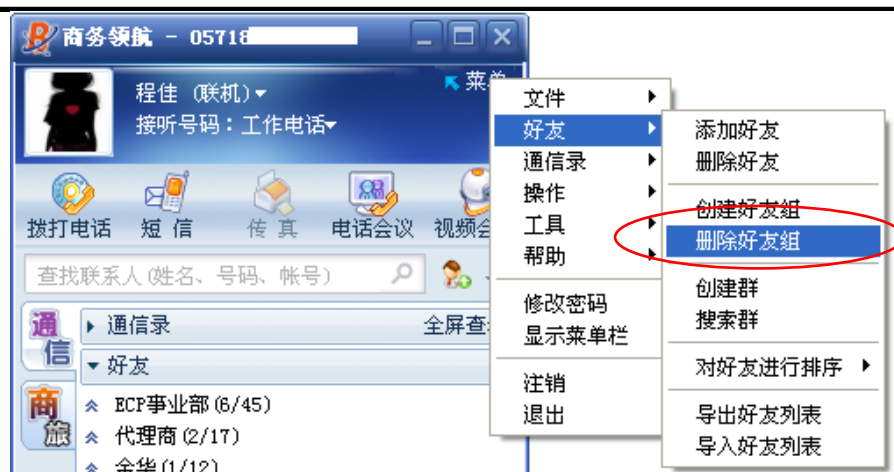 商务领航 - 05718
菜单
程佳 (联机)
接听号码：工作电话
拨打电话 短信 传真 电话会议 视频会
查找联系人(姓名、号码、帐号)
通信
商旅
通信录 全屏查
好友
ECP事业部(6/45)
代理商(2/17)
金华(1/12)
文件
好友
通信录
操作
工具
帮助
修改密码
显示菜单栏
注销
退出
添加好友
删除好友
创建好友组
删除好友组
创建群
搜索群
对好友进行排序
导出好友列表
导入好友列表